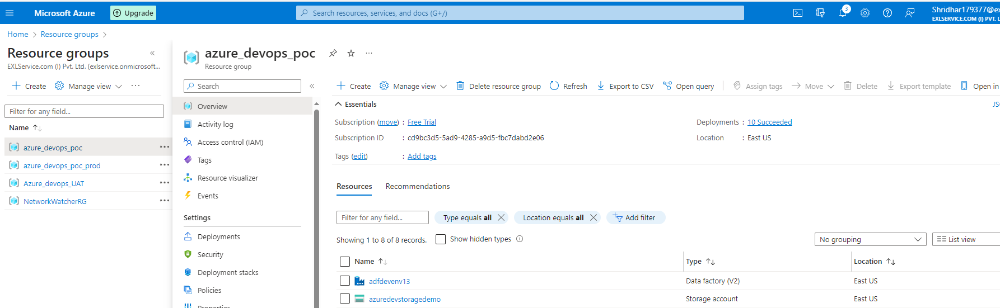 Microsoft Azure
Upgrade
Search resources, services, and docs (G+/)
3
Shridhar179377@ex
EXLSERVICE.COM (I) PVT. L
Home > Resource groups >
Resource groups
EXLService.com (I) Pvt. Ltd. (exlservice.onmicrosoft...
+ Create
Manage view
...
Filter for any field...
Name
azure_devops_poc
azure_devops_poc_prod
Azure_devops_UAT
NetworkWatcherRG
azure_devops_poc
Resource group
Search
Overview
Activity log
Access control (IAM)
Tags
Resource visualizer
Events
Settings
Deployments
Security
Deployment stacks
Policies
Properties
+ Create
Manage view
Delete resource group
Refresh
Export to CSV
Open query
Assign tags
Move
Delete
Export template
Open in
Essentials
JS
Subscription (move) : Free Trial
Deployments : 10 Succeeded
Subscription ID : cd9bc3d5-5ad9-4285-a9d5-fbc7dabd2e06
Location : East US
Tags (edit) : Add tags
Resources Recommendations
Filter for any field...
Type equals all
Location equals all
Add filter
Showing 1 to 8 of 8 records.
Show hidden types
No grouping
List view
Name Type Location
adfdevenv13 Data factory (V2) East US
azuredevstoragedemo Storage account East US